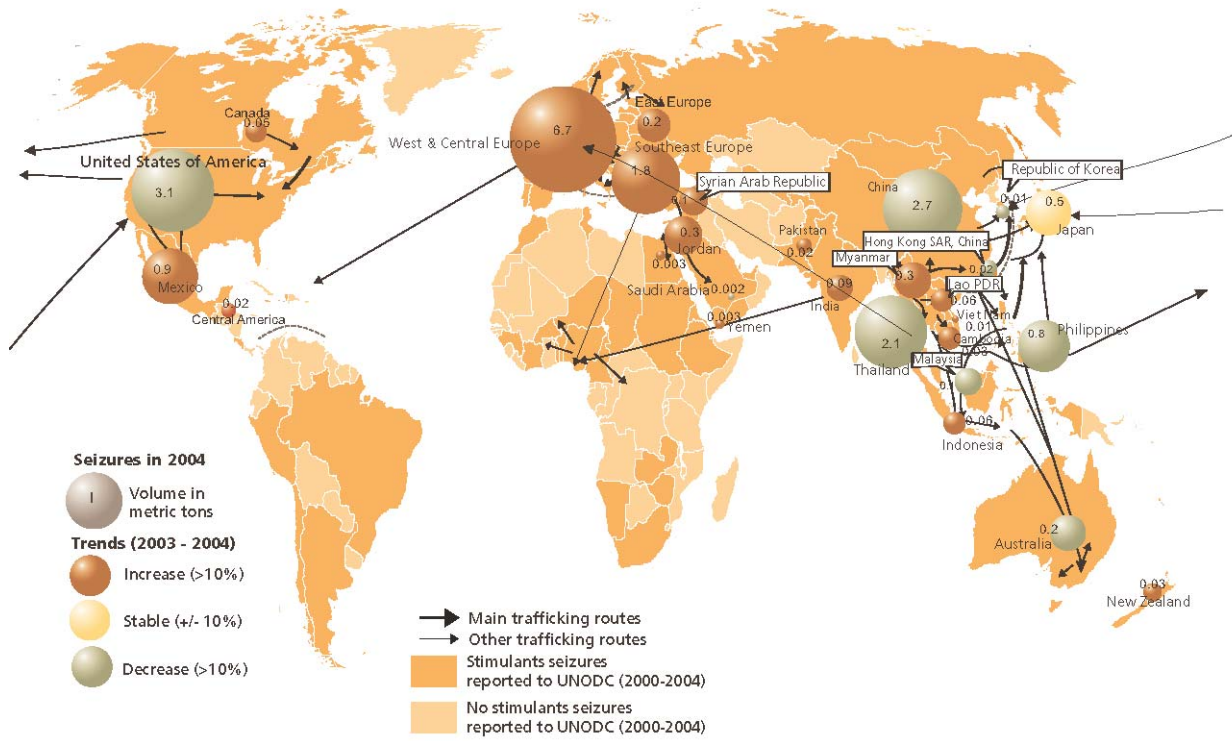 Canada
0.05
United States of America
3.1
0.9
Mexico
0.02
Central America
6.7
West & Central Europe
East Europe
0.2
Southeast Europe
1.8
Syrian Arab Republic
0.1
0.3
Jordan
0.003
Saudi Arabia
0.002
0.003
Yemen
Pakistan
0.02
0.09
India
China
2.7
Republic of Korea
0.01
0.5
Japan
Hong Kong SAR, China
0.02
Myanmar
0.3
Lao PDR
0.06
Viet Nam
0.01
Cambodia
0.03
2.1
Thailand
Malaysia
0.8
Philippines
0.06
Indonesia
0.2
Australia
0.03
New Zealand
Seizures in 2004
1
Volume in
metric tons
Trends (2003 - 2004)
Increase (>10%)
Stable (+/- 10%)
Decrease (>10%)
Main trafficking routes
Other trafficking routes
Stimulants seizures
reported to UNODC (2000-2004)
No stimulants seizures
reported to UNODC (2000-2004)